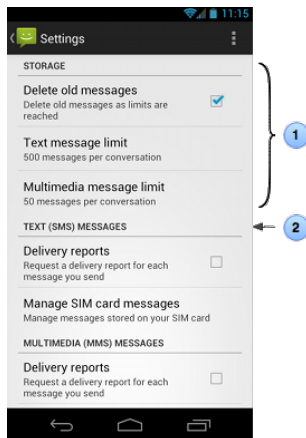 11:15
Settings
STORAGE
Delete old messages
Delete old messages as limits are
reached
Text message limit
500 messages per conversation
Multimedia message limit
50 messages per conversation
1
TEXT (SMS) MESSAGES
2
Delivery reports
Request a delivery report for each
message you send
Manage SIM card messages
Manage messages stored on your SIM card
MULTIMEDIA (MMS) MESSAGES
Delivery reports
Request a delivery report for each
message you send